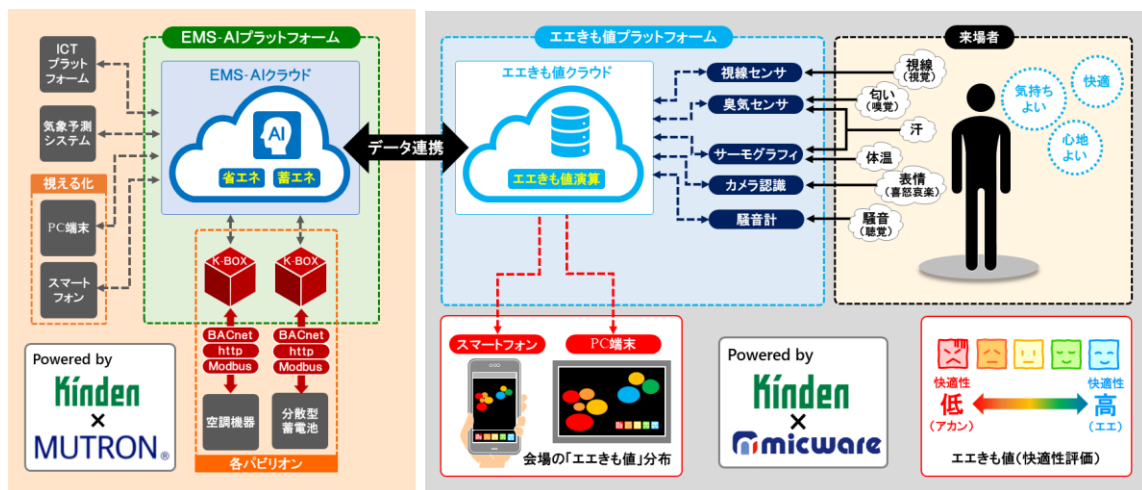 EMS-AIプラットフォーム
ICT
プラット
フォーム
気象予測
システム
視える化
PC端末
スマート
フォン
EMS-AIクラウド
AI
省エネ
蓄エネ
データ連携
K-BOX
K-BOX
BACnet
http
Modbus
BACnet
http
Modbus
空調機器
分散型
蓄電池
各パビリオン
Powered by
Kinden
×
MUTRON®
エエきも値プラットフォーム
エエきも値クラウド
エエきも値演算
視線センサ
臭気センサ
サーモグラフィ
カメラ認識
騒音計
来場者
視線
(視覚)
匂い
(嗅覚)
汗
体温
表情
(喜怒哀楽)
騒音
(聴覚)
気持ち
よい
快適
心地
よい
スマートフォン
PC端末
会場の「エエきも値」分布
Powered by
Kinden
×
micware
快適性
低
(アカン)
快適性
高
(エエ)
エエきも値(快適性評価)